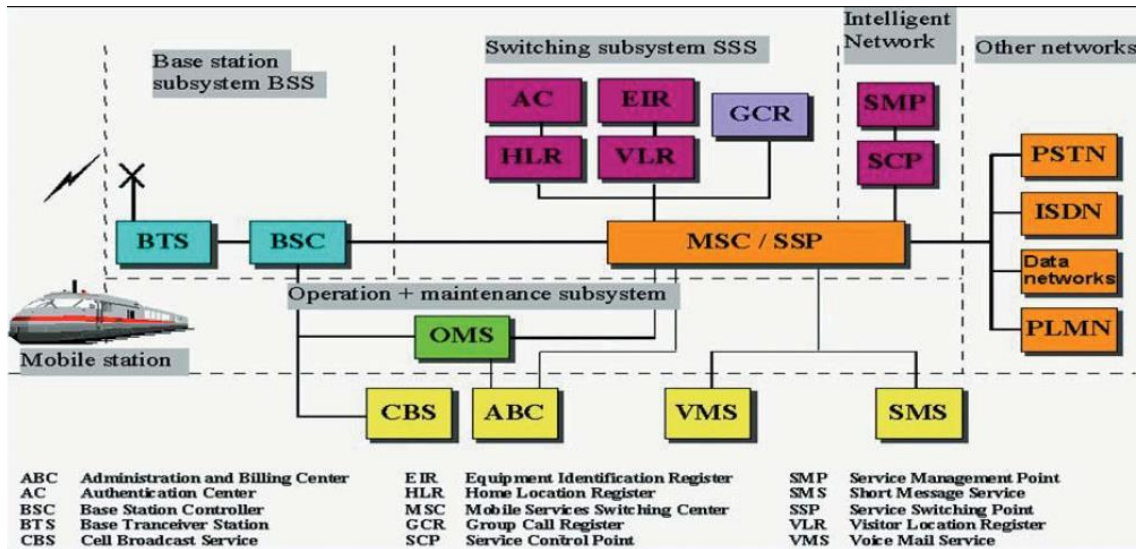 Base station
subsystem BSS
Switching subsystem SSS
Intelligent
Network
Other networks
AC
EIR
GCR
SMP
HLR
VLR
SCP
PSTN
ISDN
Data
networks
PLMN
BTS
BSC
MSC / SSP
Operation + maintenance subsystem
OMS
Mobile station
CBS
ABC
VMS
SMS
ABC Administration and Billing Center
AC Authentication Center
BSC Base Station Controller
BTS Base Tranceiver Station
CBS Cell Broadcast Service
EIR Equipment Identification Register
HLR Home Location Register
MSC Mobile Services Switching Center
GCR Group Call Register
SCP Service Control Point
SMP Service Management Point
SMS Short Message Service
SSP Service Switching Point
VLR Visitor Location Register
VMS Voice Mail Service